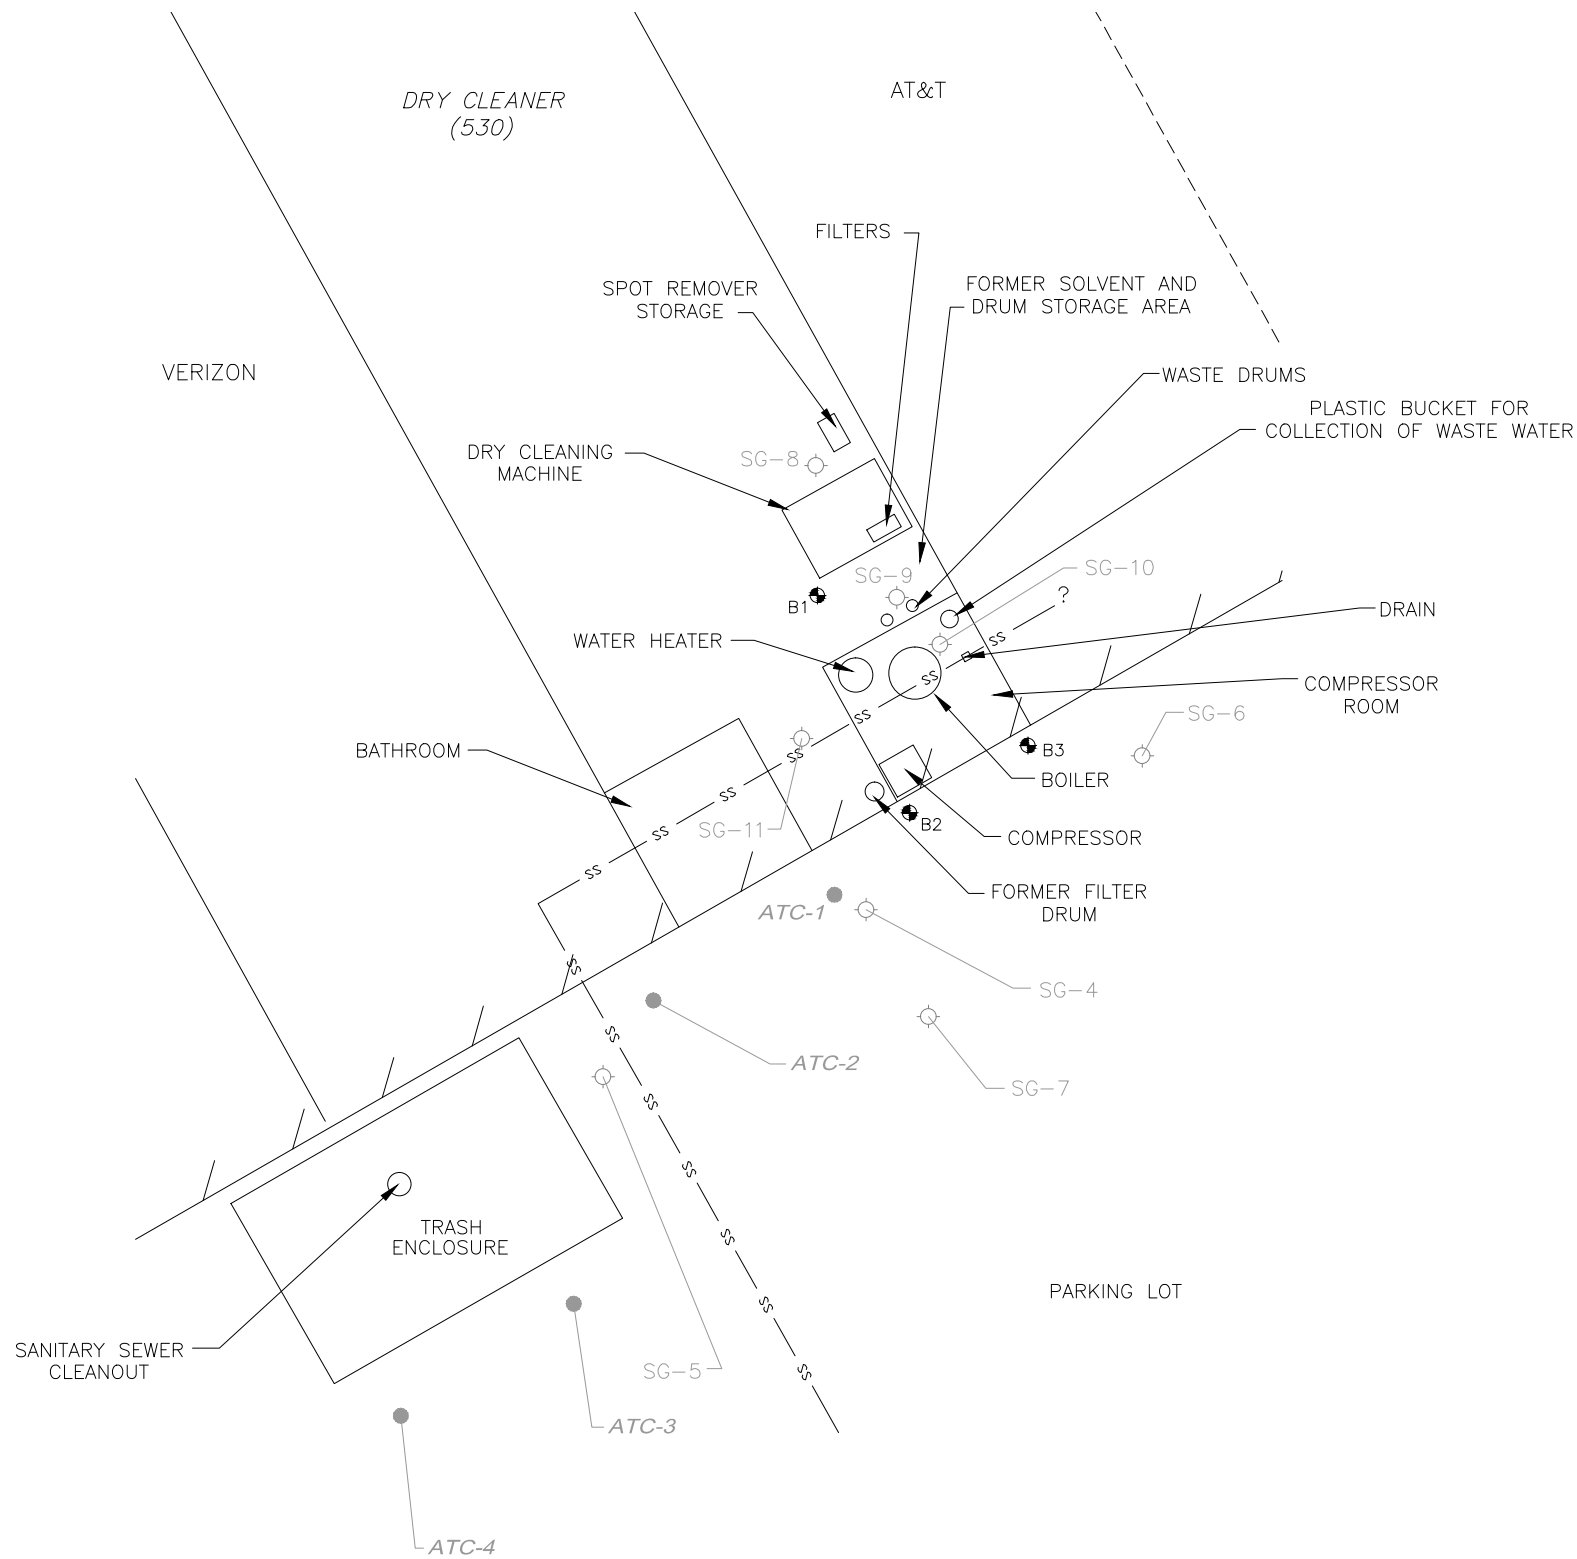 AT&T
DRY CLEANER
(530)
FILTERS
FORMER SOLVENT AND
DRUM STORAGE AREA
SPOT REMOVER
STORAGE
VERIZON
WASTE DRUMS
PLASTIC BUCKET FOR
COLLECTION OF WASTE WATER
DRY CLEANING
MACHINE
SG-8
SG-9
SG-10
?
B1
DRAIN
WATER HEATER
SS
SS
SS
SS
SS
SS
SS
COMPRESSOR
ROOM
SG-6
BATHROOM
B3
BOILER
SG-11
B2
COMPRESSOR
FORMER FILTER
DRUM
ATC-1
SS
SG-4
SS
ATC-2
SG-7
SS
SS
TRASH
ENCLOSURE
SS
PARKING LOT
SS
SANITARY SEWER
CLEANOUT
SG-5
SS
ATC-3
ATC-4